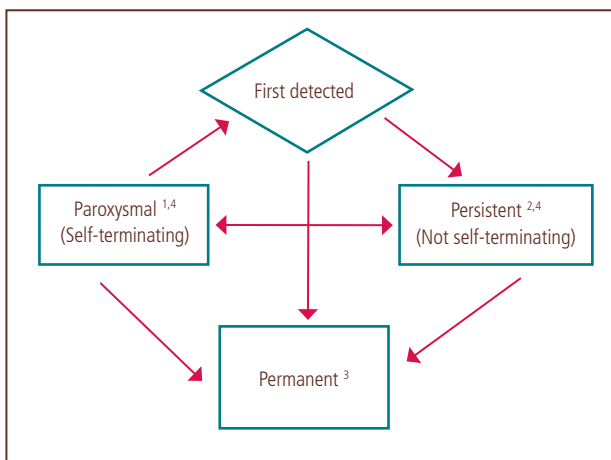 First detected
Paroxysmal 1,4
(Self-terminating)
Persistent 2,4
(Not self-terminating)
Permanent 3